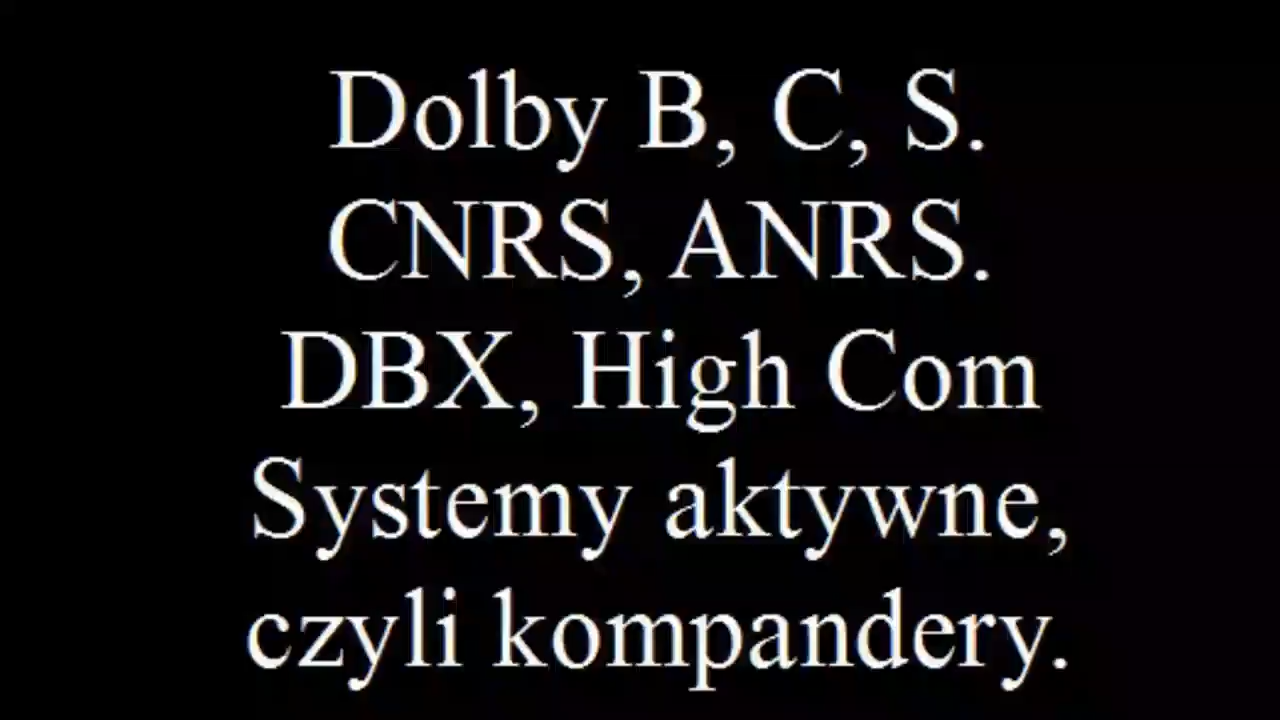 Dolby B, C, S.
CNRS, ANRS.
DBX, High Com
Systemy aktywne,
czyli kompandery.